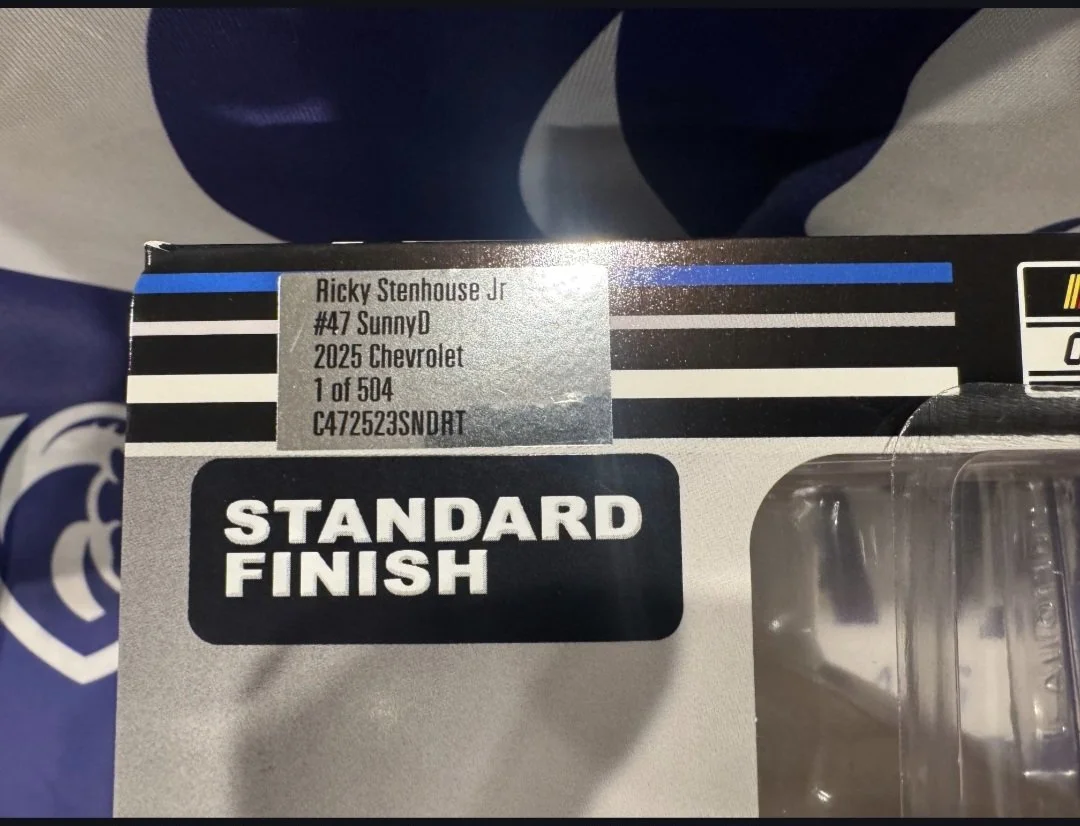 Ricky Stenhouse Jr
#47 SunnyD
2025 Chevrolet
1 of 504
C472523SNDRT
STANDARD
FINISH